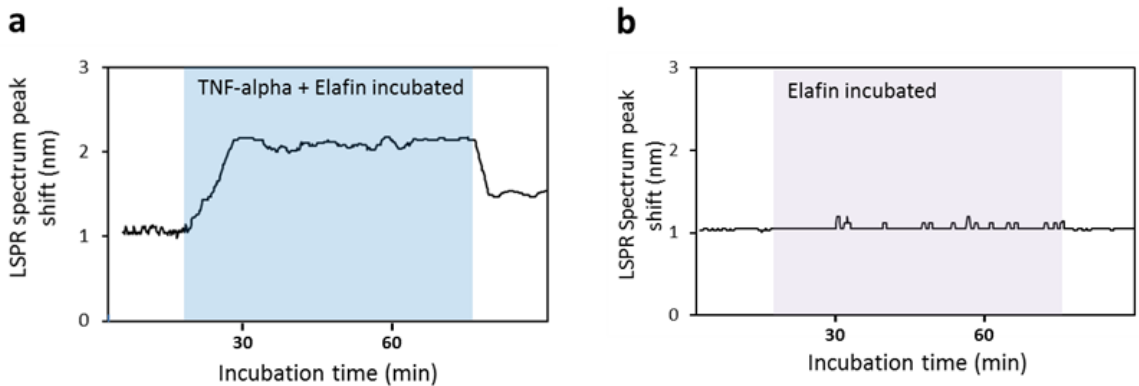 a
TNF-alpha + Elafin incubated
LSPR spectrum peak
shift (nm)
3
2
1
0
30
60
Incubation time (min)
b
Elafin incubated
LSPR Spectrum peak
shift (nm)
3
2
1
0
30
60
Incubation time (min)